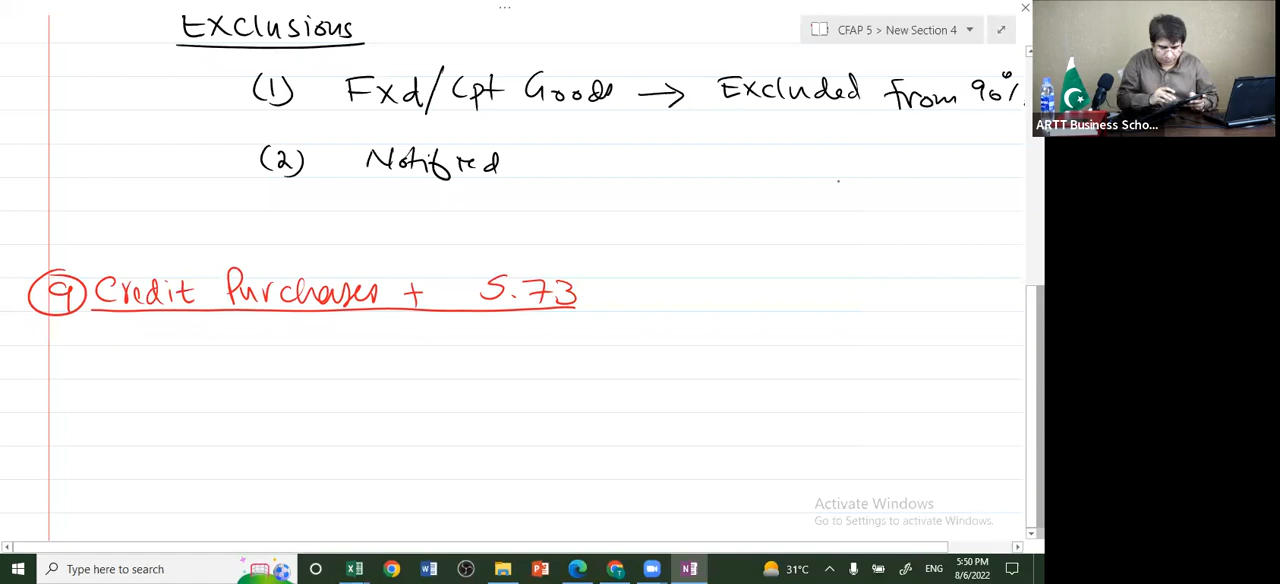 ...
Exclusions
CFAP 5 > New Section 4
(1) Fxd/Cpt Goods → Excluded from 90%
(2) Notified
ARTT Business Scho...
9 Credit Purchases + S.73
Activate Windows
Go to Settings to activate Windows.
Type here to search
31°C
ENG
5:50 PM
8/6/2022